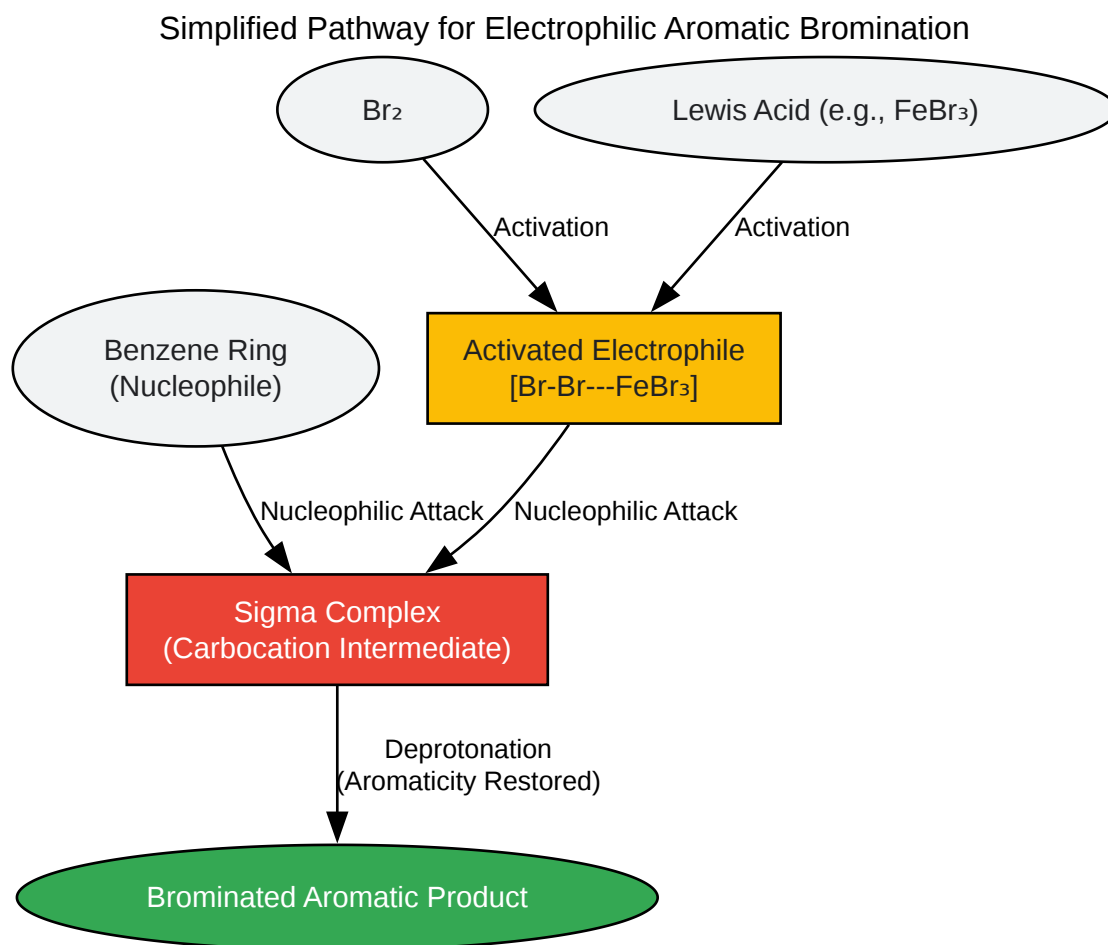 Simplified Pathway for Electrophilic Aromatic Bromination
Br₂
Lewis Acid (e.g., FeBr₃)
Activation
Activation
Benzene Ring
(Nucleophile)
Activated Electrophile
[Br-Br---FeBr₃]
Nucleophilic Attack
Nucleophilic Attack
Sigma Complex
(Carbocation Intermediate)
Deprotonation
(Aromaticity Restored)
Brominated Aromatic Product